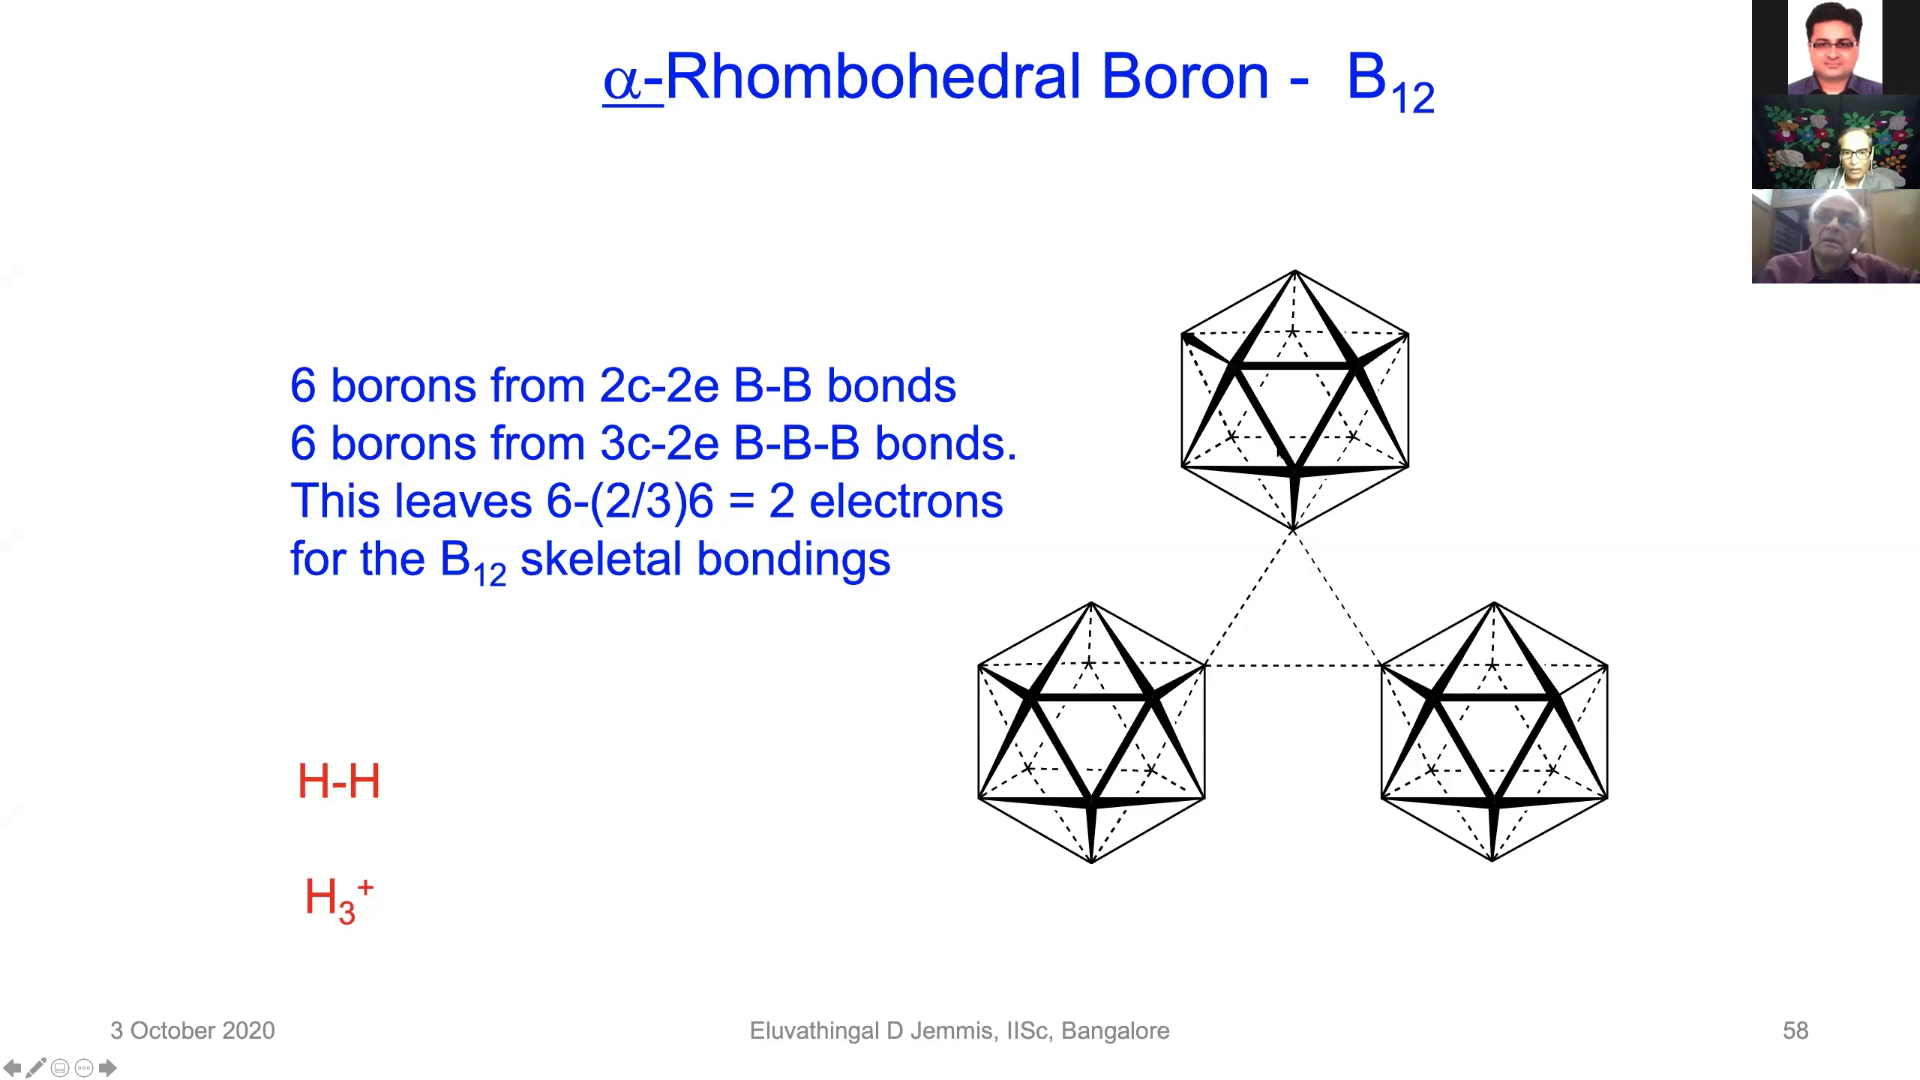 α-Rhombohedral Boron - B₁₂
6 borons from 2c-2e B-B bonds
6 borons from 3c-2e B-B-B bonds.
This leaves 6-(2/3)6 = 2 electrons
for the B₁₂ skeletal bondings
H-H
H₃⁺
3 October 2020
Eluvathingal D Jemmis, IISc, Bangalore
58